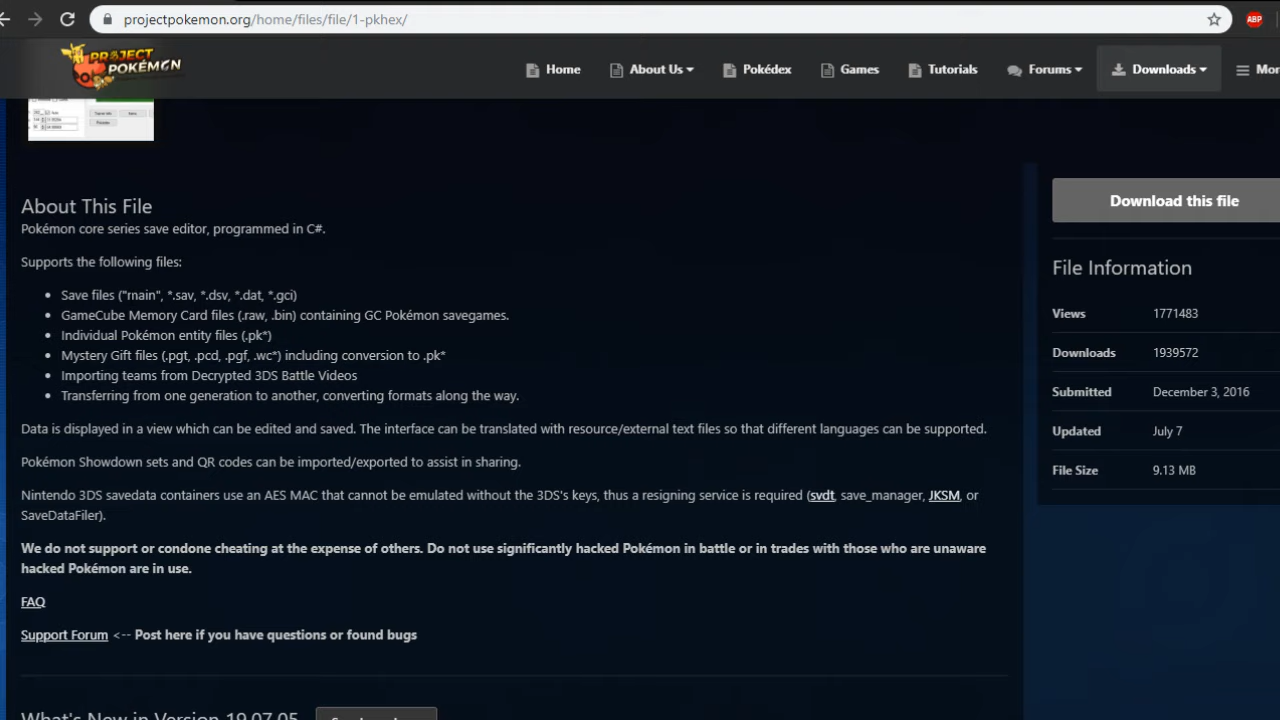 projectpokemon.org/home/files/file/1-pkhex/
ABP
PROJECT
POKÉMON
Home
About Us
Pokédex
Games
Tutorials
Forums
Downloads
Mor
About This File
Pokémon core series save editor, programmed in C#.
Supports the following files:
• Save files ("main", *.sav, *.dsv, *.dat, *.gci)
• GameCube Memory Card files (.raw, .bin) containing GC Pokémon savegames.
• Individual Pokémon entity files (.pk*)
• Mystery Gift files (.pgt, .pcd, .pgf, .wc*) including conversion to .pk*
• Importing teams from Decrypted 3DS Battle Videos
• Transferring from one generation to another, converting formats along the way.
Data is displayed in a view which can be edited and saved. The interface can be translated with resource/external text files so that different languages can be supported.
Pokémon Showdown sets and QR codes can be imported/exported to assist in sharing.
Nintendo 3DS savedata containers use an AES MAC that cannot be emulated without the 3DS's keys, thus a resigning service is required (svdt, save_manager, JKSM, or
SaveDataFiler).
We do not support or condone cheating at the expense of others. Do not use significantly hacked Pokémon in battle or in trades with those who are unaware
hacked Pokémon are in use.
FAQ
Support Forum <-- Post here if you have questions or found bugs
What's New in Version 19.07.05
Download this file
File Information
Views 1771483
Downloads 1939572
Submitted December 3, 2016
Updated July 7
File Size 9.13 MB